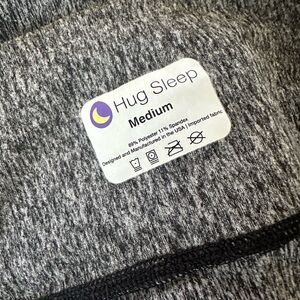 Hug Sleep
Medium
89% Polyester 11% Spandex
Designed and Manufactured in the USA | Imported fabric